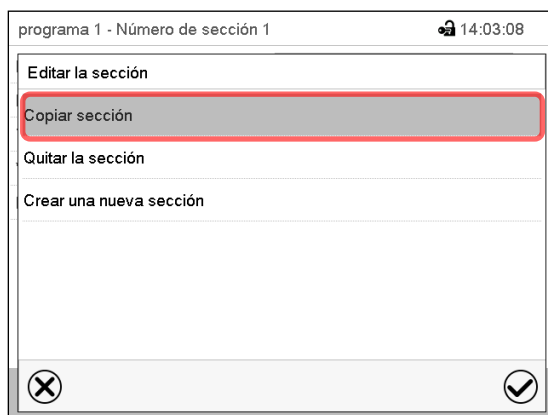 programa 1 - Número de sección 1 14:03:08
Editar la sección
Copiar sección
Quitar la sección
Crear una nueva sección